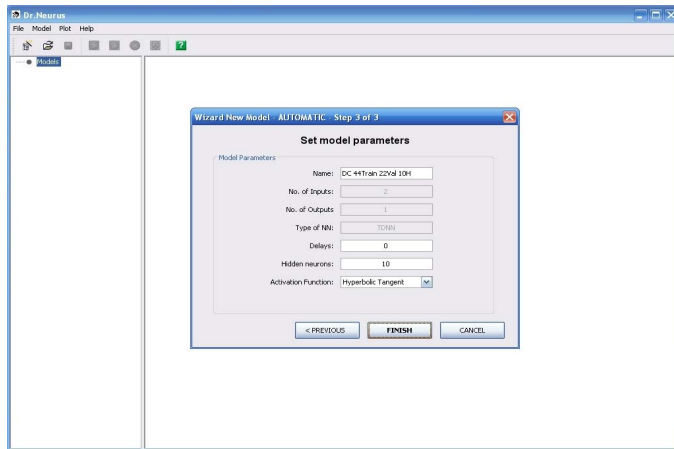 Dr.Neurus
File Model Plot Help
Models
Wizard New Model - AUTOMATIC - Step 3 of 3
Set model parameters
Model Parameters
Name: DC 44Train 22Val 10H
No. of Inputs: 2
No. of Outputs 1
Type of NN: TDNN
Delays: 0
Hidden neurons: 10
Activation Function: Hyperbolic Tangent
< PREVIOUS FINISH CANCEL